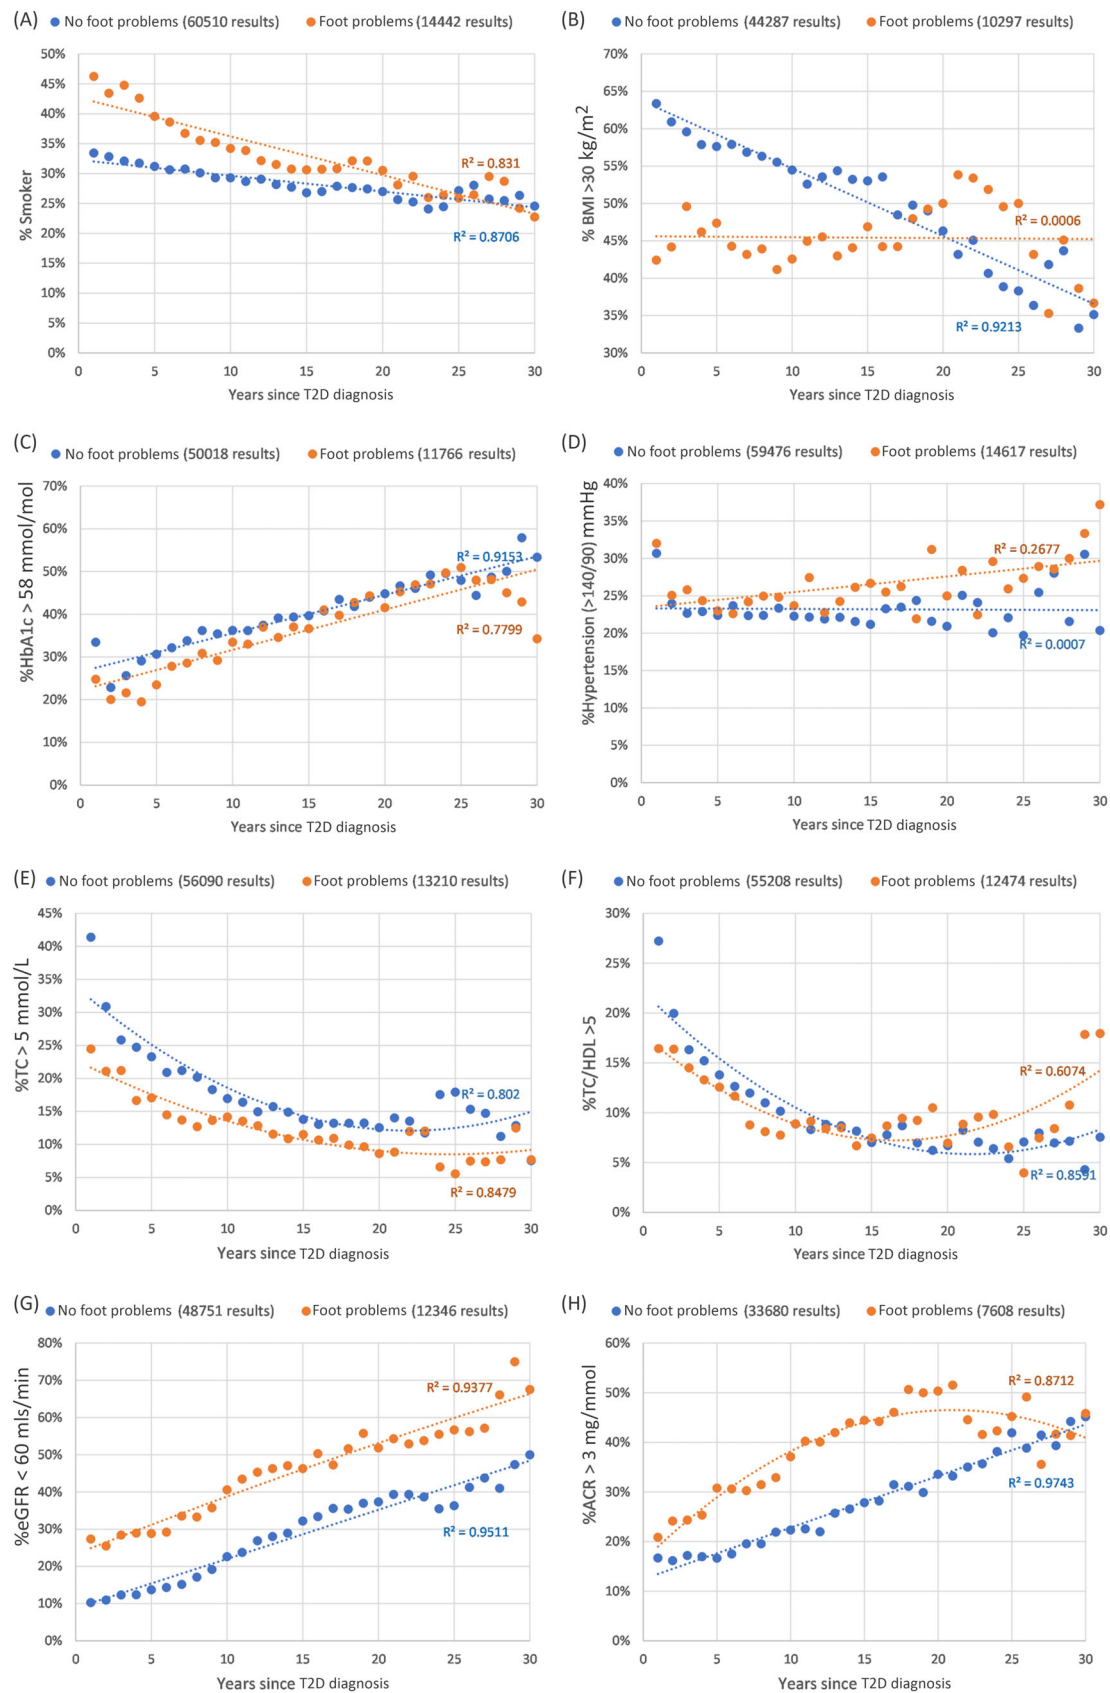 (A)
No foot problems (60510 results) Foot problems (14442 results)
50%
45%
40%
35%
30%
25%
20%
15%
10%
5%
0%
% Smoker
R² = 0.831
R² = 0.8706
0 5 10 15 20 25 30
Years since T2D diagnosis
(B)
No foot problems (44287 results) Foot problems (10297 results)
70%
65%
60%
55%
50%
45%
40%
35%
30%
% BMI >30 kg/m²
R² = 0.0006
R² = 0.9213
0 5 10 15 20 25 30
Years since T2D diagnosis
(C)
No foot problems (50018 results) Foot problems (11766 results)
70%
60%
50%
40%
30%
20%
10%
0%
%HbA1c > 58 mmol/mol
R² = 0.9153
R² = 0.7799
0 5 10 15 20 25 30
Years since T2D diagnosis
(D)
No foot problems (59476 results) Foot problems (14617 results)
40%
35%
30%
25%
20%
15%
10%
5%
0%
%Hypertension (>140/90) mmHg
R² = 0.2677
R² = 0.0007
0 5 10 15 20 25 30
Years since T2D diagnosis
(E)
No foot problems (56090 results) Foot problems (13210 results)
45%
40%
35%
30%
25%
20%
15%
10%
5%
0%
%TC > 5 mmol/L
R² = 0.802
R² = 0.8479
0 5 10 15 20 25 30
Years since T2D diagnosis
(F)
No foot problems (55208 results) Foot problems (12474 results)
30%
25%
20%
15%
10%
5%
0%
%TC/HDL >5
R² = 0.6074
R² = 0.8591
0 5 10 15 20 25 30
Years since T2D diagnosis
(G)
No foot problems (48751 results) Foot problems (12346 results)
80%
70%
60%
50%
40%
30%
20%
10%
0%
%eGFR < 60 mls/min
R² = 0.9377
R² = 0.9511
0 5 10 15 20 25 30
Years since T2D diagnosis
(H)
No foot problems (33680 results) Foot problems (7608 results)
60%
50%
40%
30%
20%
10%
0%
%ACR > 3 mg/mmol
R² = 0.8712
R² = 0.9743
0 5 10 15 20 25 30
Years since T2D diagnosis